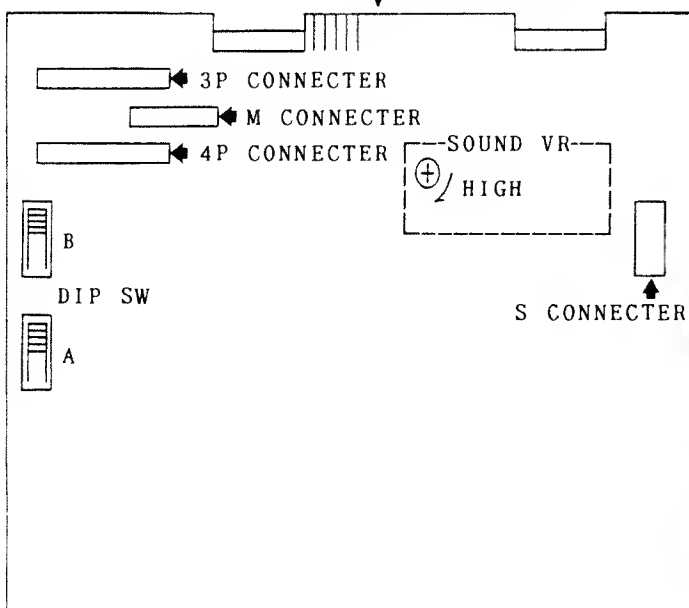 3P CONNECTER
M CONNECTER
4P CONNECTER
SOUND VR
HIGH
B
DIP SW
S CONNECTER
A